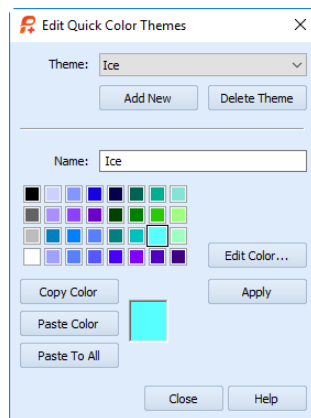 Edit Quick Color Themes
Theme: Ice
Add New Delete Theme
Name: Ice
Edit Color...
Copy Color Apply
Paste Color
Paste To All
Close Help